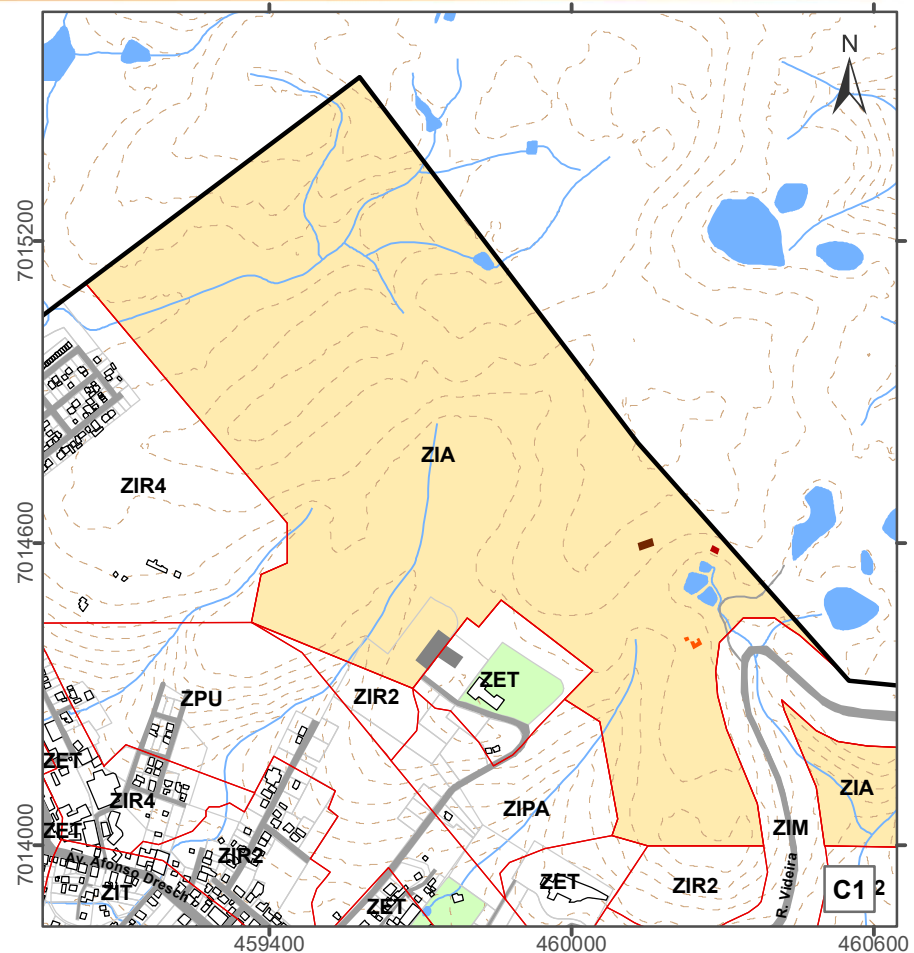 N
7015200
ZIA
ZIR4
7014600
ZET
ZIR2
ZPU
ZET
ZIA
ZIR4
ZIPA
ZET
ZIM
7014000
ZIR2
Av. Afonso Dresch
ZET
ZIR2
ZIT
R. Videira
C1
2
ZET
459400
460000
460600